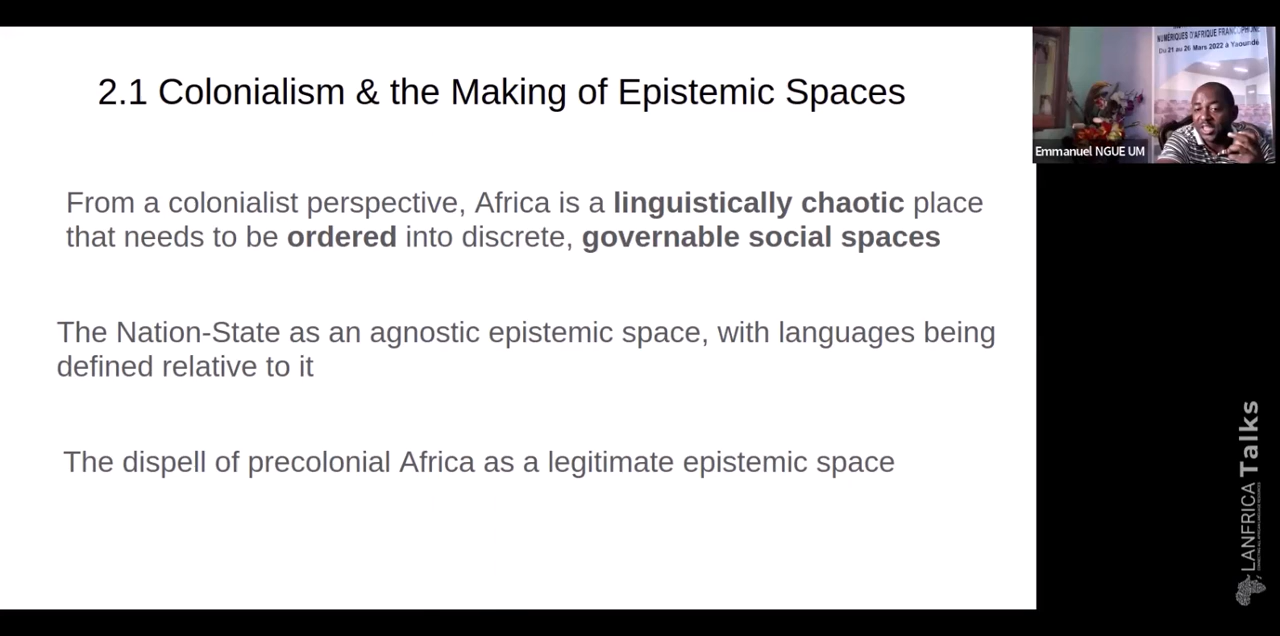 2.1 Colonialism & the Making of Epistemic Spaces
From a colonialist perspective, Africa is a linguistically chaotic place
that needs to be ordered into discrete, governable social spaces
The Nation-State as an agnostic epistemic space, with languages being
defined relative to it
The dispell of precolonial Africa as a legitimate epistemic space
NUMÉRIQUES D'AFRIQUE FRANCOPHONE
Du 21 au 26 Mars 2022 à Yaoundé
Emmanuel NGUE UM
LANFRICA Talks